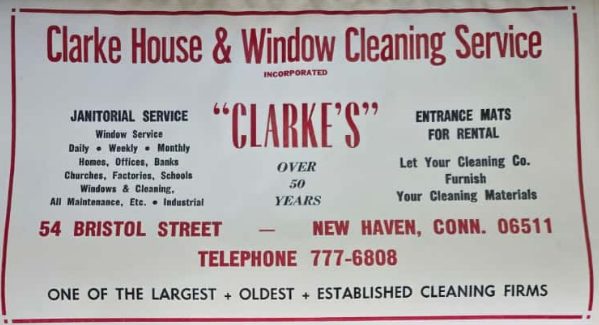 Clarke House & Window Cleaning Service
INCORPORATED
JANITORIAL SERVICE
Window Service
Daily • Weekly • Monthly
Homes, Offices, Banks
Churches, Factories, Schools
Windows & Cleaning,
All Maintenance, Etc. • Industrial
"CLARKE'S"
OVER
50
YEARS
ENTRANCE MATS
FOR RENTAL
Let Your Cleaning Co.
Furnish
Your Cleaning Materials
54 BRISTOL STREET — NEW HAVEN, CONN. 06511
TELEPHONE 777-6808
ONE OF THE LARGEST + OLDEST + ESTABLISHED CLEANING FIRMS